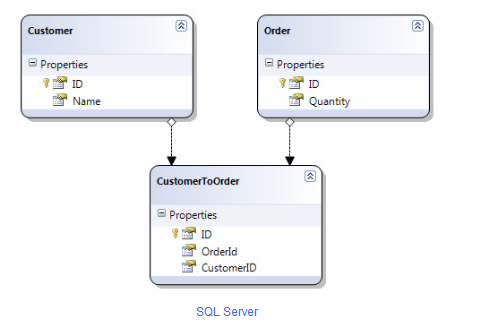 Customer
Properties
ID
Name
Order
Properties
ID
Quantity
CustomerToOrder
Properties
ID
OrderId
CustomerID
SQL Server